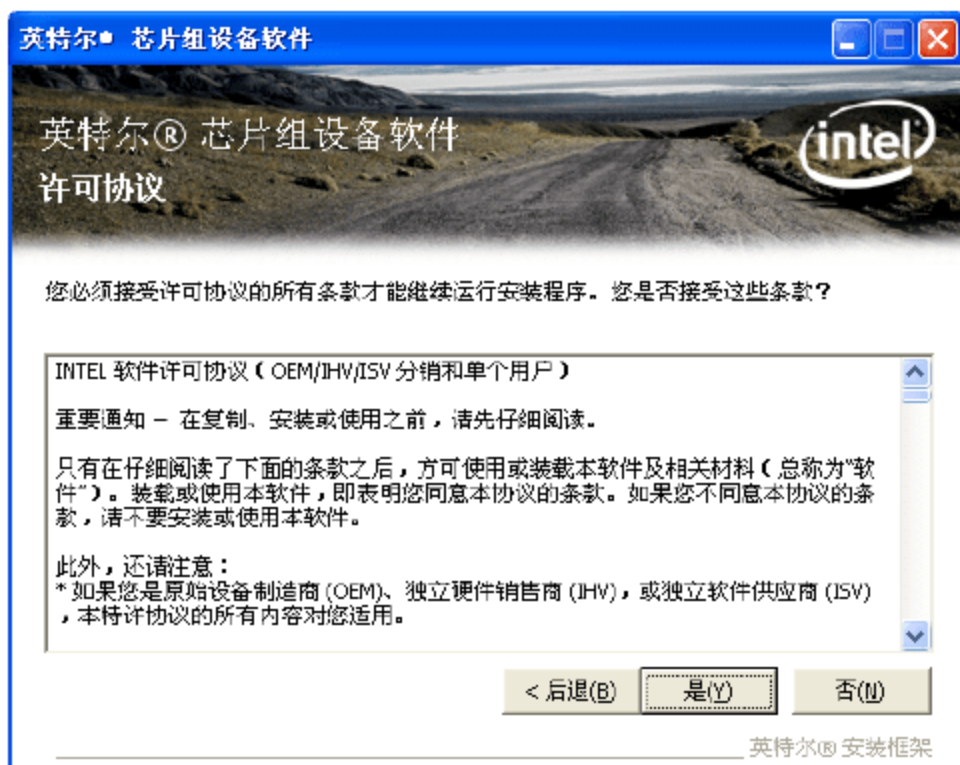 英特尔® 芯片组设备软件
英特尔® 芯片组设备软件
intel®
许可协议
您必须接受许可协议的所有条款才能继续运行安装程序。您是否接受这些条款？
INTEL 软件许可协议 ( OEM/IHV/ISV 分销和单个用户 )
重要通知 － 在复制、安装或使用之前，请先仔细阅读。
只有在仔细阅读了下面的条款之后，方可使用或装载本软件及相关材料 ( 总称为“软
件” ) 。装载或使用本软件，即表明您同意本协议的条款。如果您不同意本协议的条
款，请不要安装或使用本软件。
此外，还请注意：
* 如果您是原始设备制造商 (OEM)、独立硬件销售商 (IHV)，或独立软件供应商 (ISV)
，本特许协议的所有内容对您适用。
< 后退(B)
是(Y)
否(N)
英特尔® 安装框架